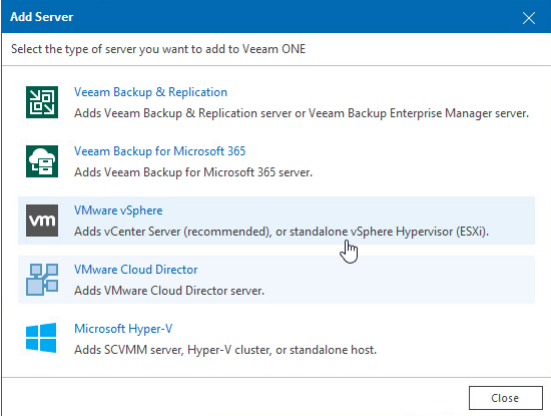 Add Server
Select the type of server you want to add to Veeam ONE
Veeam Backup & Replication
Adds Veeam Backup & Replication server or Veeam Backup Enterprise Manager server.
Veeam Backup for Microsoft 365
Adds Veeam Backup for Microsoft 365 server.
vm
VMware vSphere
Adds vCenter Server (recommended), or standalone vSphere Hypervisor (ESXi).
VMware Cloud Director
Adds VMware Cloud Director server.
Microsoft Hyper-V
Adds SCVMM server, Hyper-V cluster, or standalone host.
Close